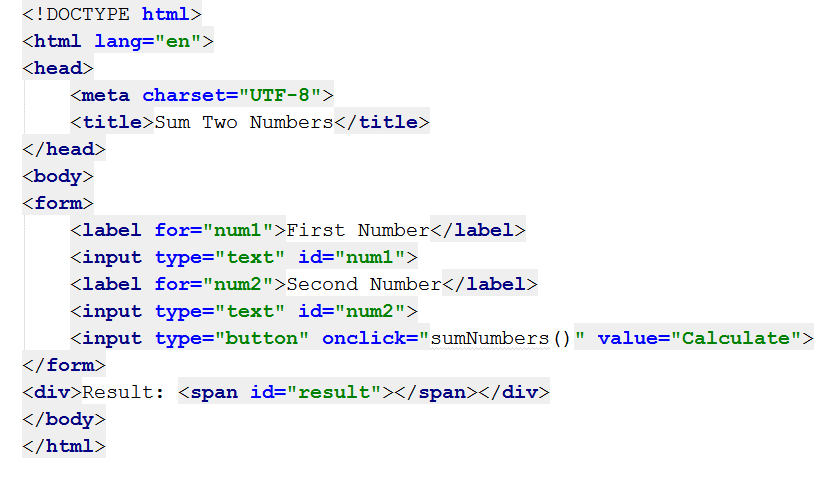 <!DOCTYPE html>
<html lang="en">
<head>
    <meta charset="UTF-8">
    <title>Sum Two Numbers</title>
</head>
<body>
<form>
    <label for="num1">First Number</label>
    <input type="text" id="num1">
    <label for="num2">Second Number</label>
    <input type="text" id="num2">
    <input type="button" onclick="sumNumbers()" value="Calculate">
</form>
<div>Result: <span id="result"></span></div>
</body>
</html>